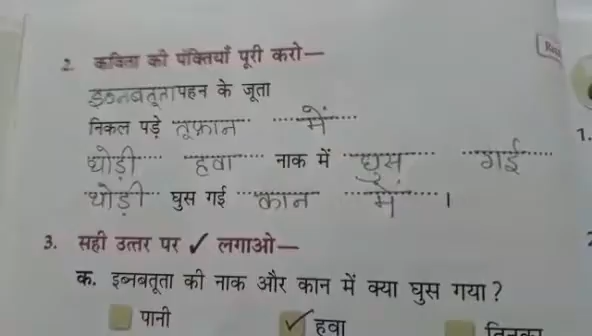 2. कविता की पंक्तियाँ पूरी करो—
इब्नबतूता पहन के जूता
निकल पड़े तूफ़ान में
थोड़ी हवा नाक में घुस गई
थोड़ी घुस गई कान में ।
3. सही उत्तर पर ✓ लगाओ—
क. इब्नबतूता की नाक और कान में क्या घुस गया?
पानी ✓ हवा
1.